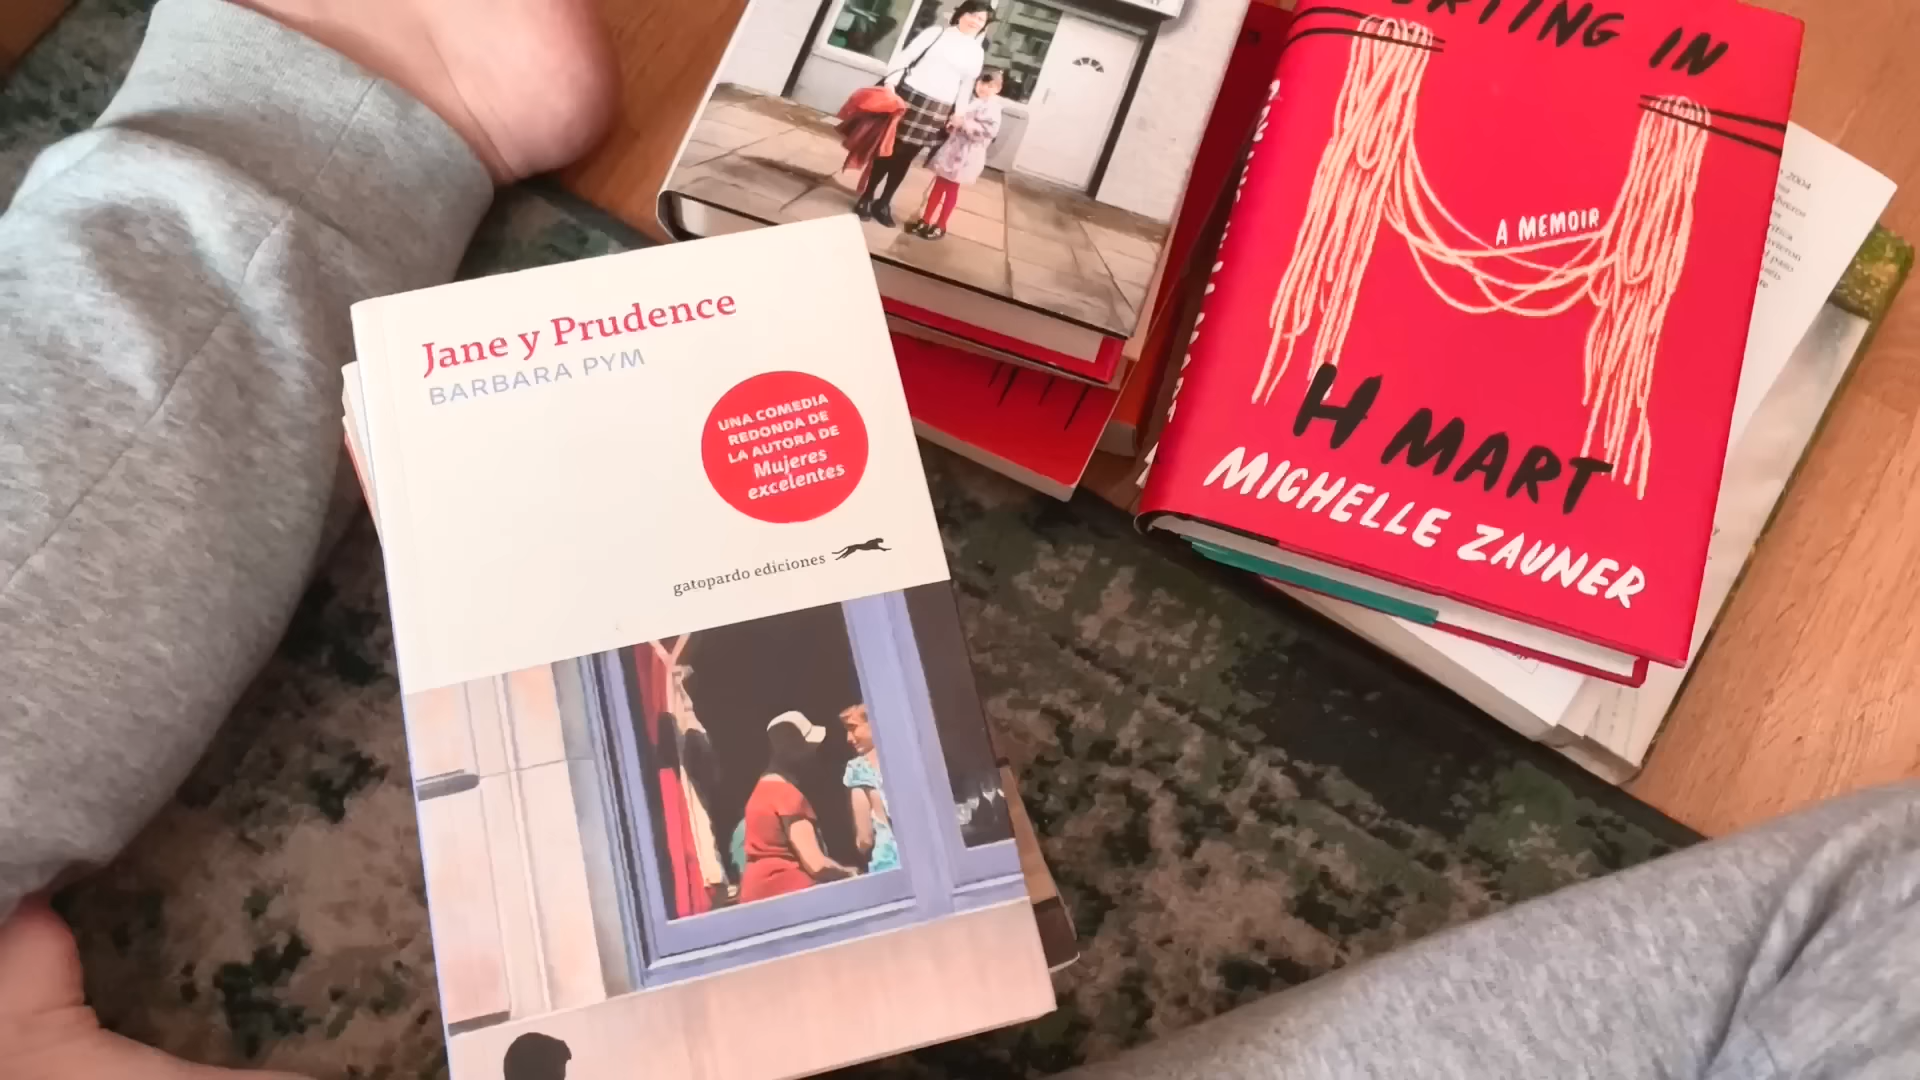 Jane y Prudence
BARBARA PYM
UNA COMEDIA
REDONDA DE
LA AUTORA DE
Mujeres
excelentes
gatopardo ediciones
IN
A MEMOIR
H MART
MICHELLE ZAUNER
2004